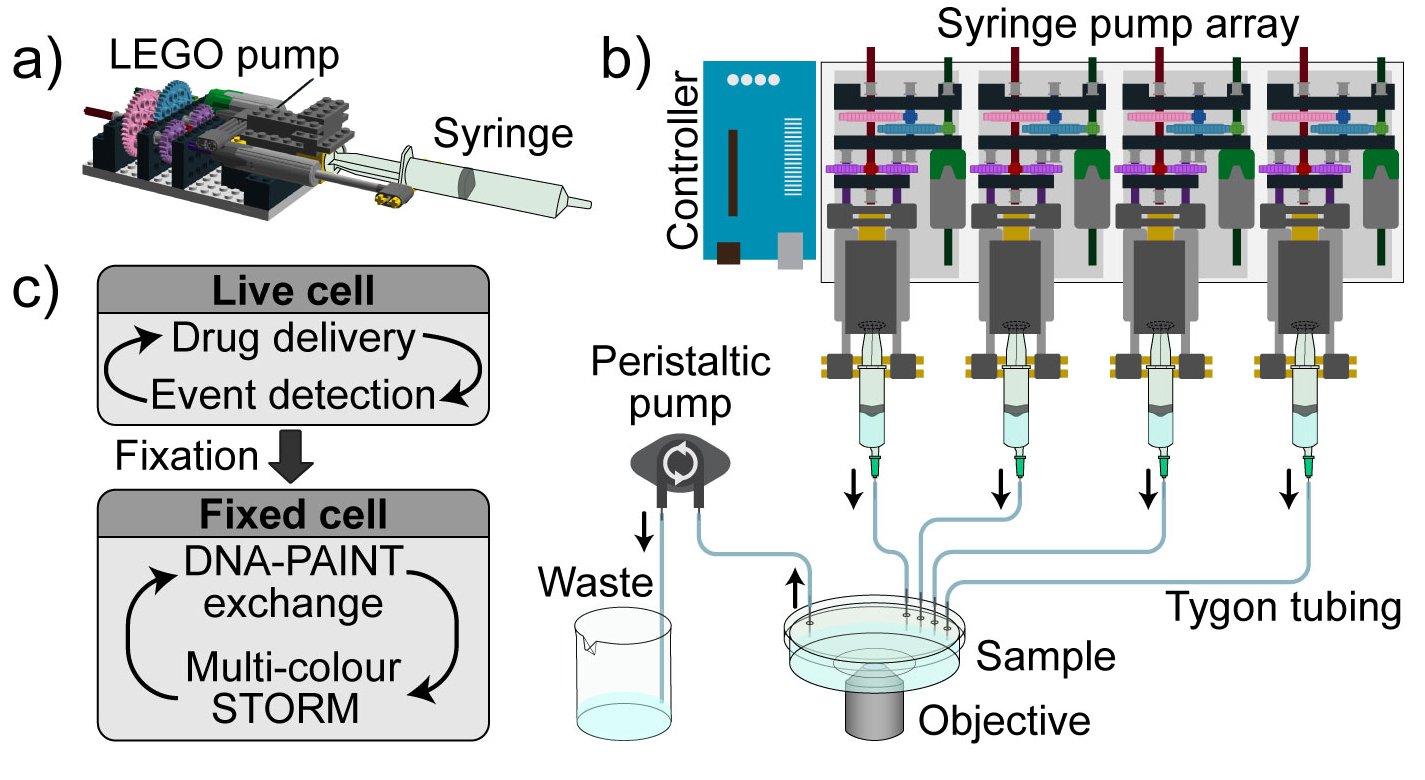 a)
LEGO pump
Syringe
b)
Controller
Syringe pump array
Peristaltic
pump
Waste
Tygon tubing
Sample
Objective
c)
Live cell
Drug delivery
Event detection
Fixation
Fixed cell
DNA-PAINT
exchange
Multi-colour
STORM